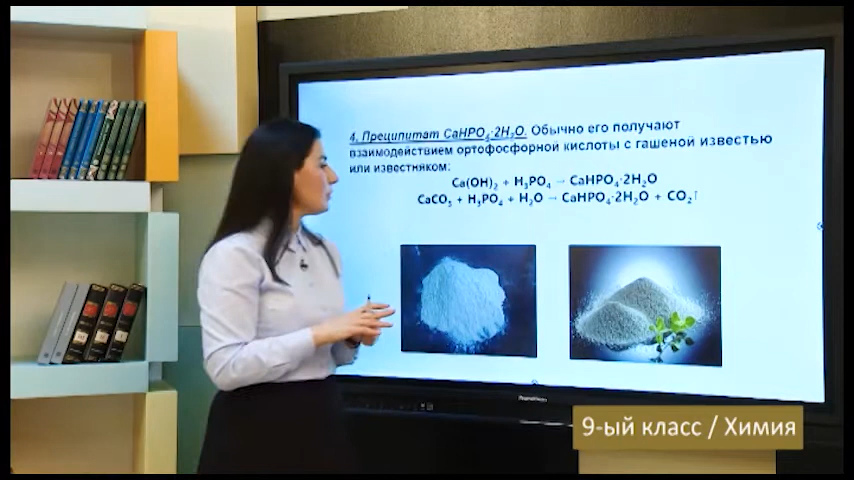 4. Преципитат CaHPO₄·2H₂O. Обычно его получают
взаимодействием ортофосфорной кислоты с гашеной известью
или известняком:
Ca(OH)₂ + H₃PO₄ → CaHPO₄·2H₂O
CaCO₃ + H₃PO₄ + H₂O → CaHPO₄·2H₂O + CO₂↑
9-ый класс / Химия